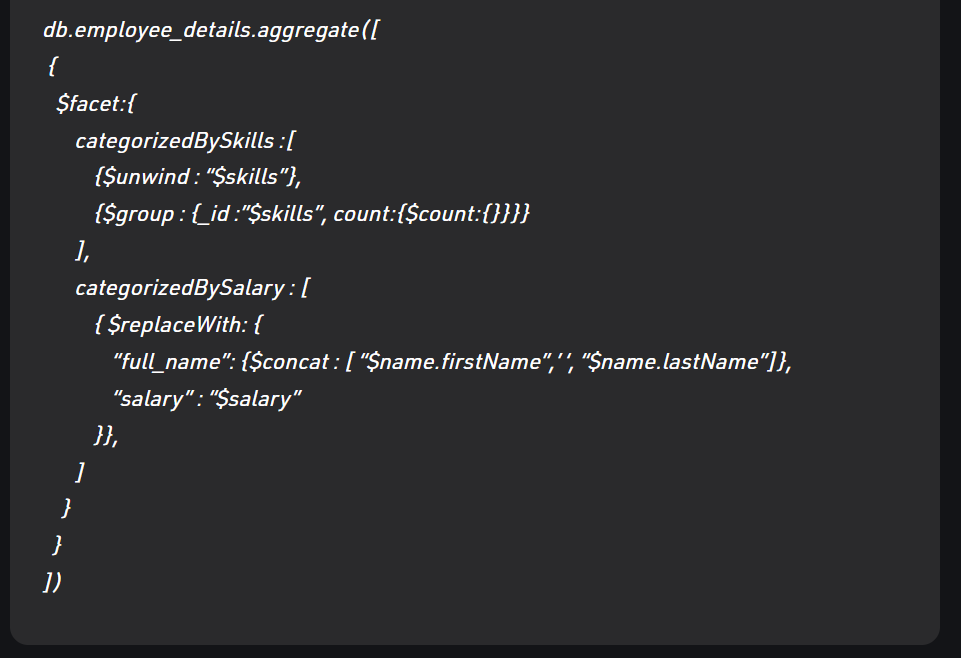 db.employee_details.aggregate([
{
$facet:{
categorizedBySkills :[
{$unwind : “$skills”},
{$group : {_id :”$skills”, count:{$count:{}}}}
],
categorizedBySalary : [
{ $replaceWith: {
“full_name”: {$concat : [ “$name.firstName”,’ ‘, “$name.lastName”]},
“salary” : “$salary”
}},
]
}
}
])